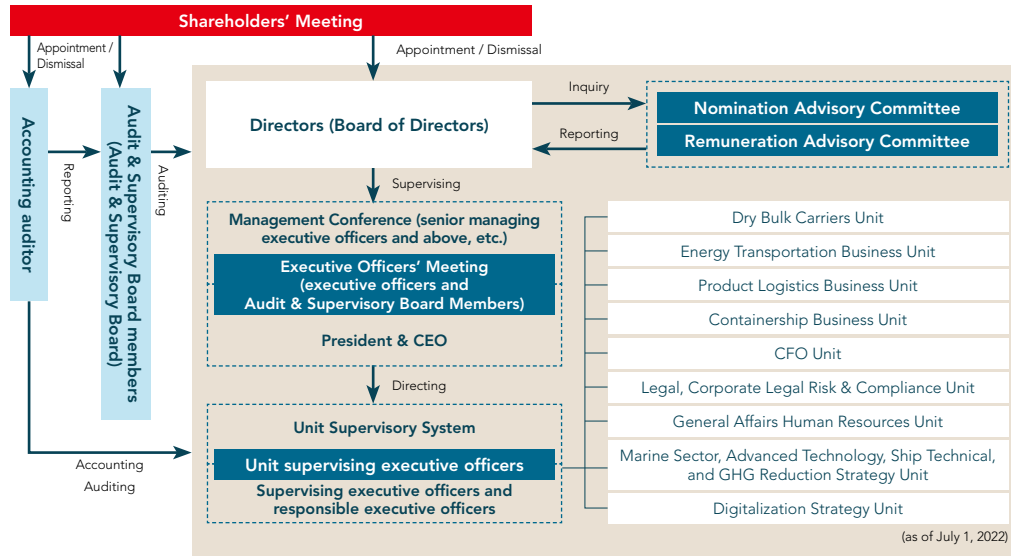 Shareholders’ Meeting
Appointment /
Dismissal
Appointment / Dismissal
Accounting auditor
Reporting
Audit & Supervisory Board members
(Audit & Supervisory Board)
Auditing
Directors (Board of Directors)
Inquiry
Reporting
Nomination Advisory Committee
Remuneration Advisory Committee
Supervising
Management Conference (senior managing
executive officers and above, etc.)
Executive Officers’ Meeting
(executive officers and
Audit & Supervisory Board Members)
President & CEO
Directing
Unit Supervisory System
Unit supervising executive officers
Supervising executive officers and
responsible executive officers
Accounting
Auditing
Dry Bulk Carriers Unit
Energy Transportation Business Unit
Product Logistics Business Unit
Containership Business Unit
CFO Unit
Legal, Corporate Legal Risk & Compliance Unit
General Affairs Human Resources Unit
Marine Sector, Advanced Technology, Ship Technical,
and GHG Reduction Strategy Unit
Digitalization Strategy Unit
(as of July 1, 2022)